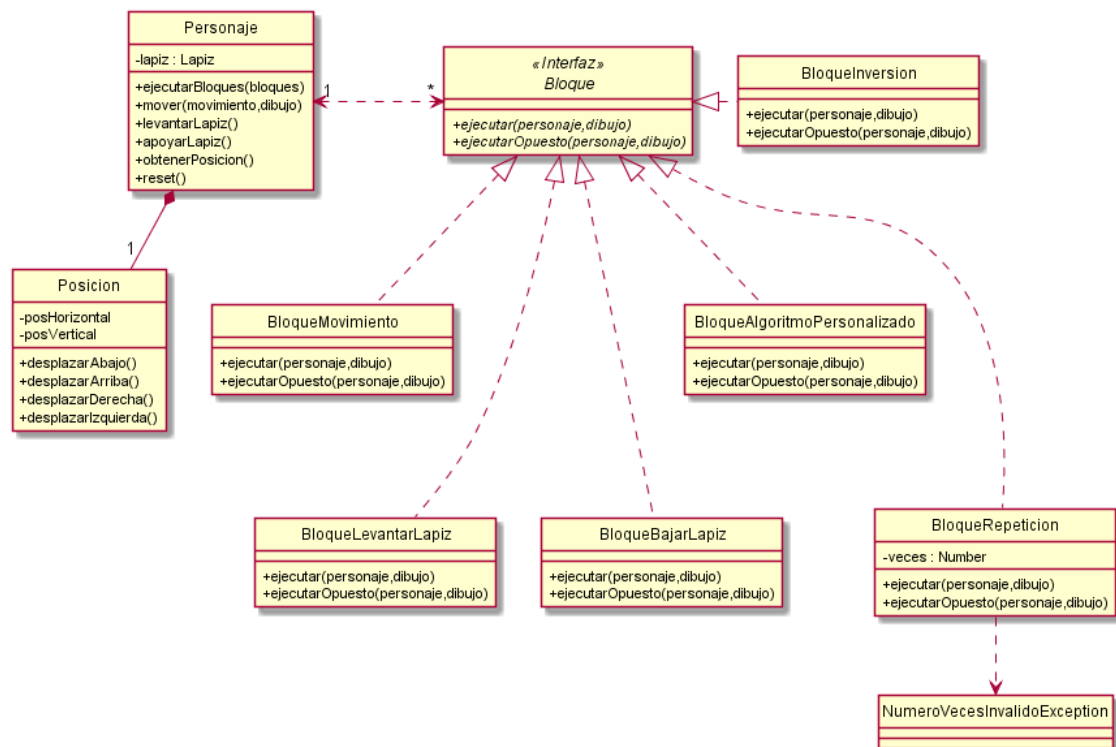 Personaje
-lapiz : Lapiz
+ejecutarBloques(bloques)
+mover(movimiento,dibujo)
+levantarLapiz()
+apoyarLapiz()
+obtenerPosicion()
+reset()
1
*
«Interfaz»
Bloque
+ejecutar(personaje,dibujo)
+ejecutarOpuesto(personaje,dibujo)
BloqueInversion
+ejecutar(personaje,dibujo)
+ejecutarOpuesto(personaje,dibujo)
1
Posicion
-posHorizontal
-posVertical
+desplazarAbajo()
+desplazarArriba()
+desplazarDerecha()
+desplazarIzquierda()
BloqueMovimiento
+ejecutar(personaje,dibujo)
+ejecutarOpuesto(personaje,dibujo)
BloqueAlgoritmoPersonalizado
+ejecutar(personaje,dibujo)
+ejecutarOpuesto(personaje,dibujo)
BloqueLevantarLapiz
+ejecutar(personaje,dibujo)
+ejecutarOpuesto(personaje,dibujo)
BloqueBajarLapiz
+ejecutar(personaje,dibujo)
+ejecutarOpuesto(personaje,dibujo)
BloqueRepeticion
-veces : Number
+ejecutar(personaje,dibujo)
+ejecutarOpuesto(personaje,dibujo)
NumeroVecesInvalidoException